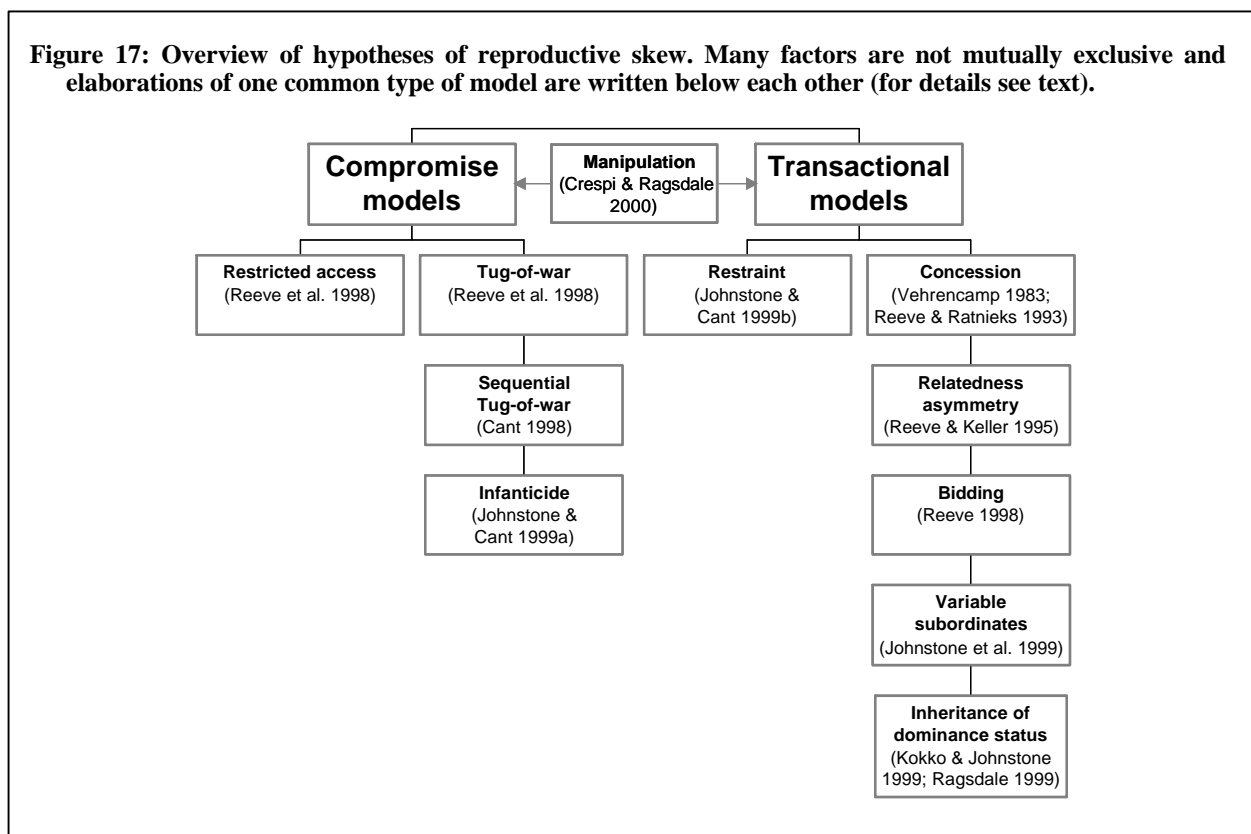 Figure 17: Overview of hypotheses of reproductive skew. Many factors are not mutually exclusive and
elaborations of one common type of model are written below each other (for details see text).
Compromise
models
Manipulation
(Crespi & Ragsdale
2000)
Transactional
models
Restricted access
(Reeve et al. 1998)
Tug-of-war
(Reeve et al. 1998)
Restraint
(Johnstone &
Cant 1999b)
Concession
(Vehrencamp 1983;
Reeve & Ratnieks 1993)
Sequential
Tug-of-war
(Cant 1998)
Relatedness
asymmetry
(Reeve & Keller 1995)
Infanticide
(Johnstone &
Cant 1999a)
Bidding
(Reeve 1998)
Variable
subordinates
(Johnstone et al. 1999)
Inheritance of
dominance status
(Kokko & Johnstone
1999; Ragsdale 1999)